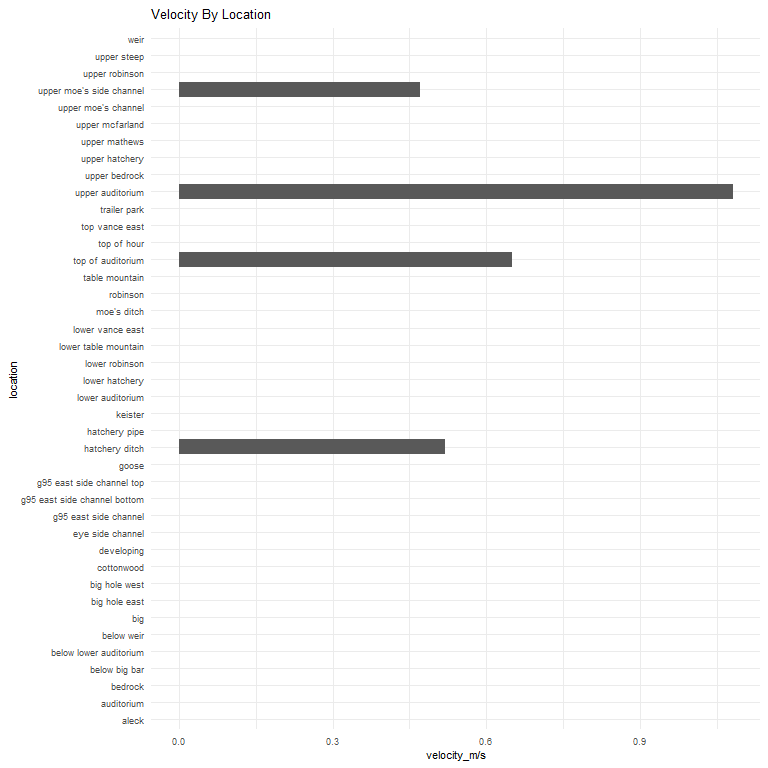 Velocity By Location
weir
upper steep
upper robinson
upper moe's side channel
upper moe's channel
upper mcfarland
upper mathews
upper hatchery
upper bedrock
upper auditorium
trailer park
top vance east
top of hour
top of auditorium
table mountain
robinson
moe's ditch
lower vance east
lower table mountain
lower robinson
lower hatchery
lower auditorium
keister
hatchery pipe
hatchery ditch
goose
g95 east side channel top
g95 east side channel bottom
g95 east side channel
eye side channel
developing
cottonwood
big hole west
big hole east
big
below weir
below lower auditorium
below big bar
bedrock
auditorium
aleck
location
0.0 0.3 0.6 0.9
velocity_m/s